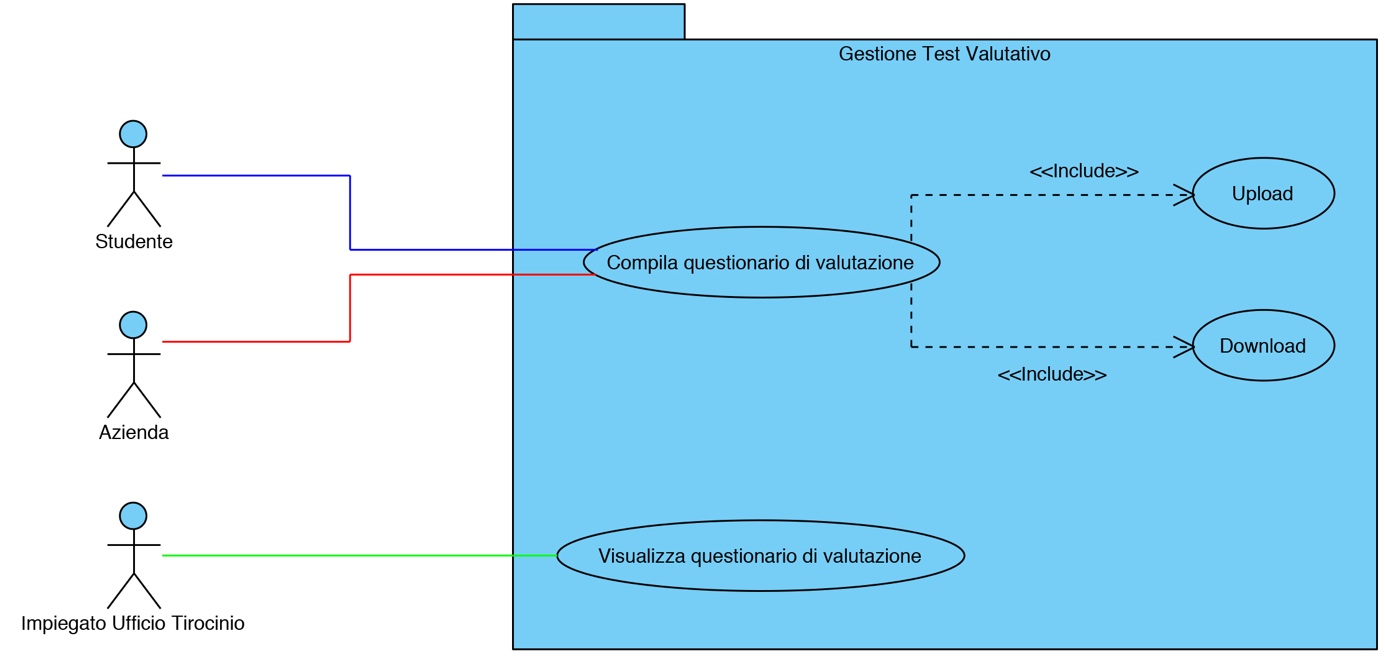 Gestione Test Valutativo
<<Include>>
Upload
Studente
Compila questionario di valutazione
Download
<<Include>>
Azienda
Visualizza questionario di valutazione
Impiegato Ufficio Tirocinio